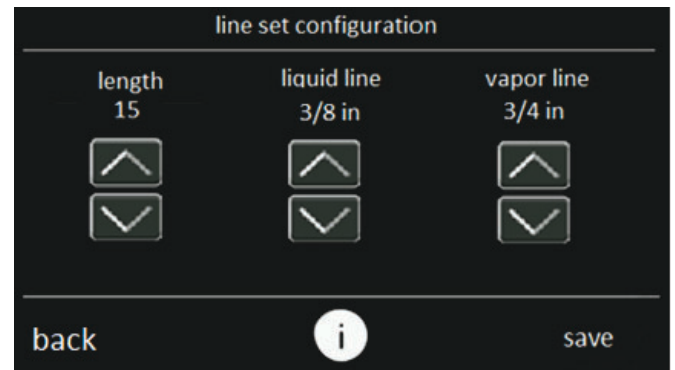 line set configuration
length
liquid line
vapor line
15
3/8 in
3/4 in
back
i
save